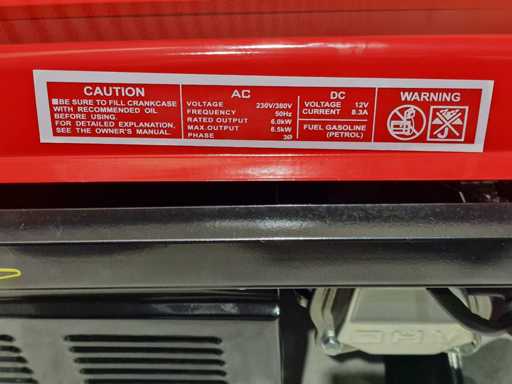 CAUTION
■BE SURE TO FILL CRANKCASE
WITH RECOMMENDED OIL
BEFORE USING.
FOR DETAILED EXPLANATION,
SEE THE OWNER'S MANUAL.
AC
VOLTAGE 230V/380V
FREQUENCY 50Hz
RATED OUTPUT 6.0kW
MAX.OUTPUT 6.5kW
PHASE 3Ø
DC
VOLTAGE 12V
CURRENT 8.3A
FUEL GASOLINE
(PETROL)
WARNING
OHV